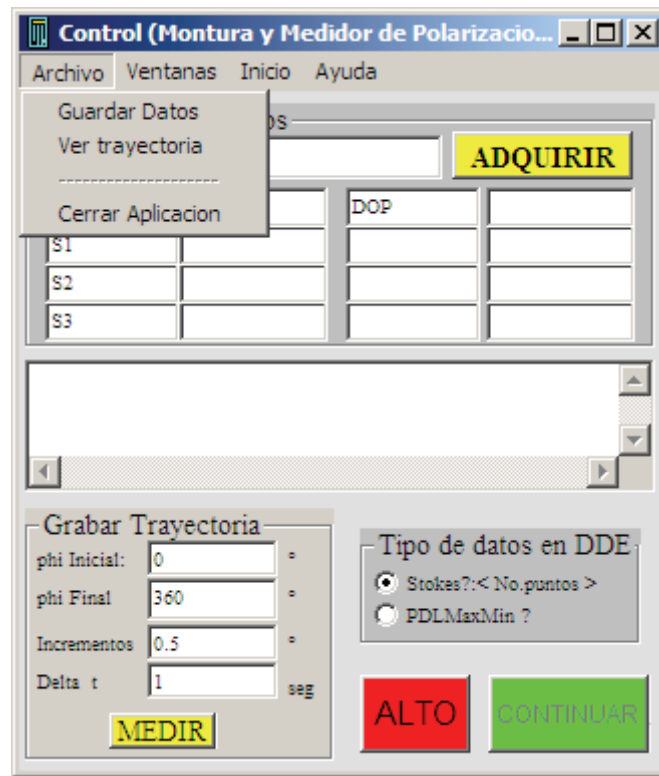 Control (Montura y Medidor de Polarizacio...
Archivo Ventanas Inicio Ayuda
Guardar Datos
Ver trayectoria
--------------------
Cerrar Aplicacion
os
ADQUIRIR
DOP
S1
S2
S3
Grabar Trayectoria
phi Inicial: 0 °
phi Final 360 °
Incrementos 0.5 °
Delta t 1 seg
MEDIR
Tipo de datos en DDE
Stokes?:< No.puntos >
PDLMaxMin ?
ALTO
CONTINUAR